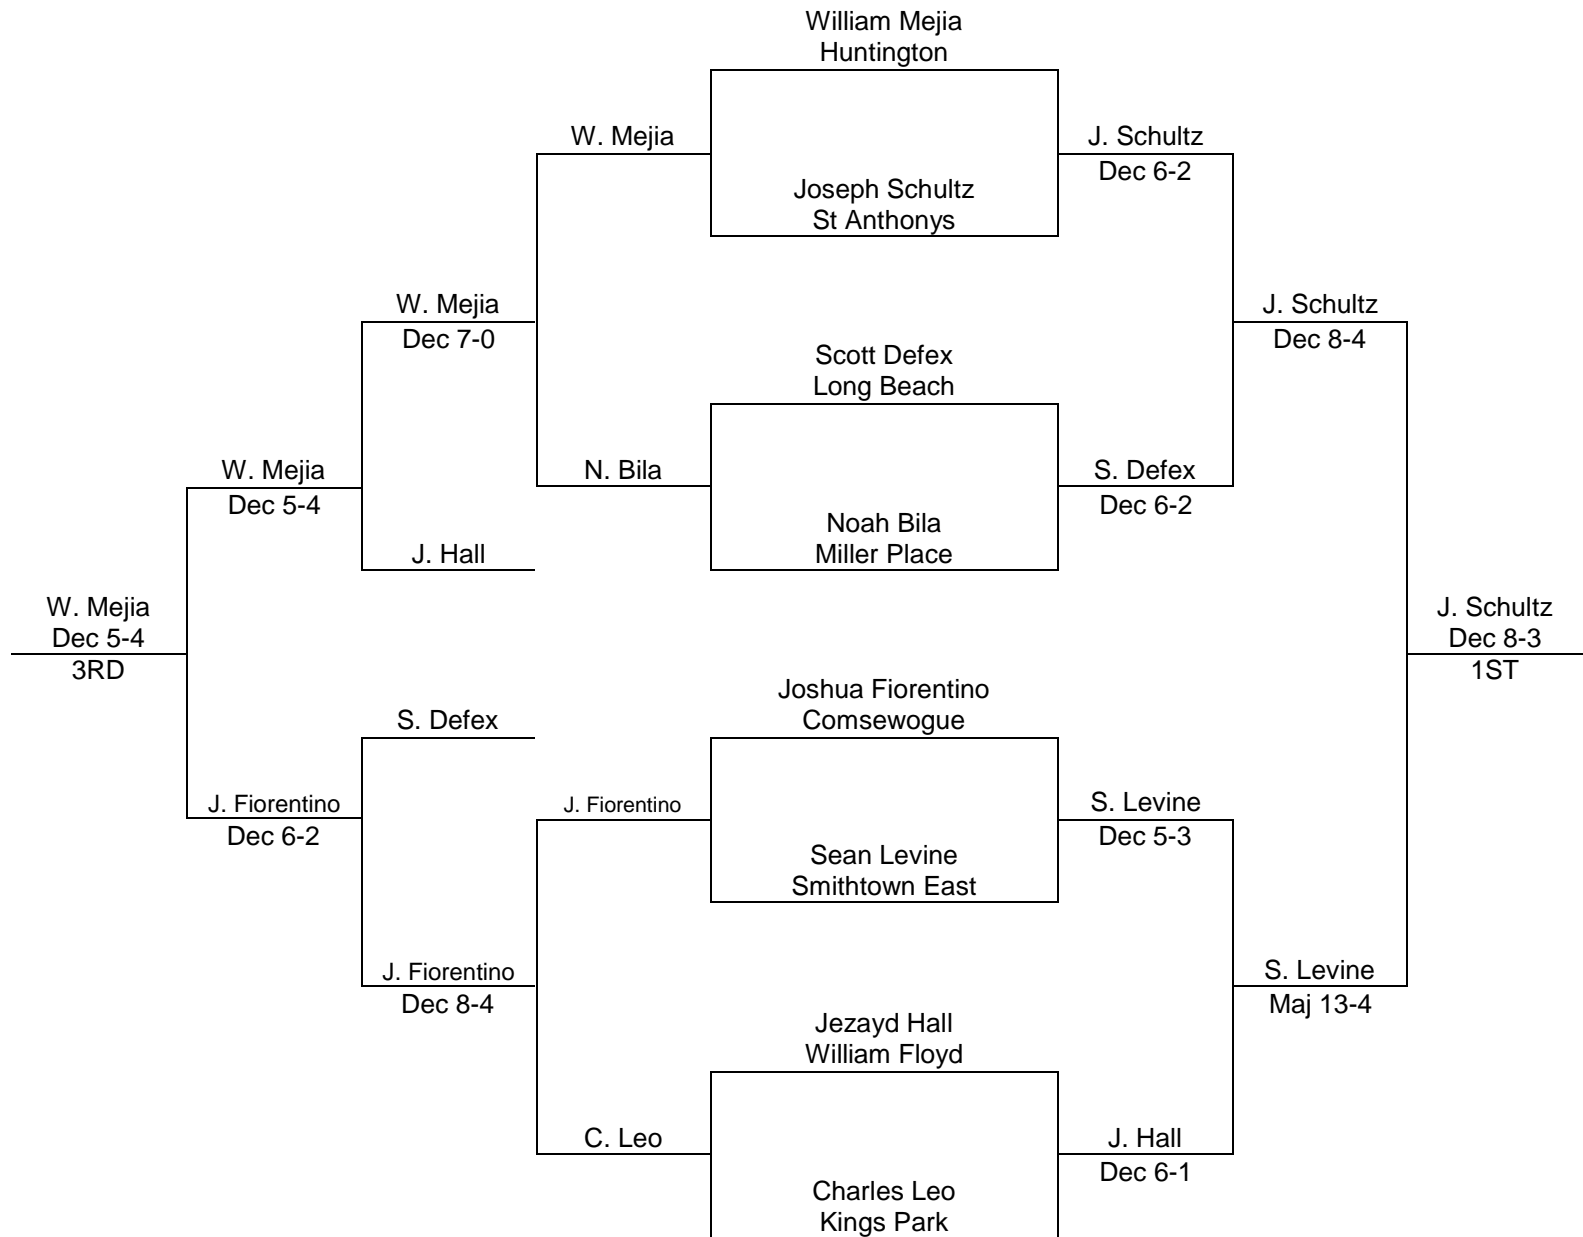 William Mejia
Huntington
W. Mejia
J. Schultz
Dec 6-2
Joseph Schultz
St Anthonys
W. Mejia
Dec 7-0
J. Schultz
Dec 8-4
Scott Defex
Long Beach
W. Mejia
Dec 5-4
N. Bila
S. Defex
Dec 6-2
Noah Bila
Miller Place
J. Hall
W. Mejia
Dec 5-4
3RD
J. Schultz
Dec 8-3
1ST
Joshua Fiorentino
Comsewogue
S. Defex
J. Fiorentino
Dec 6-2
J. Fiorentino
S. Levine
Dec 5-3
Sean Levine
Smithtown East
J. Fiorentino
Dec 8-4
S. Levine
Maj 13-4
Jezayd Hall
William Floyd
C. Leo
J. Hall
Dec 6-1
Charles Leo
Kings Park